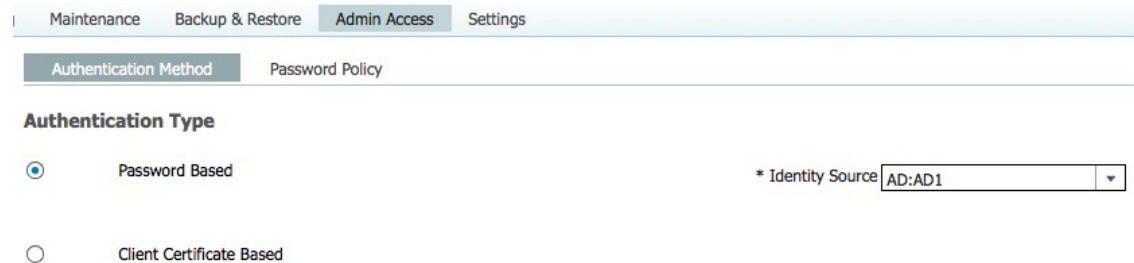 Maintenance Backup & Restore Admin Access Settings
Authentication Method Password Policy
Authentication Type
Password Based * Identity Source AD:AD1
Client Certificate Based